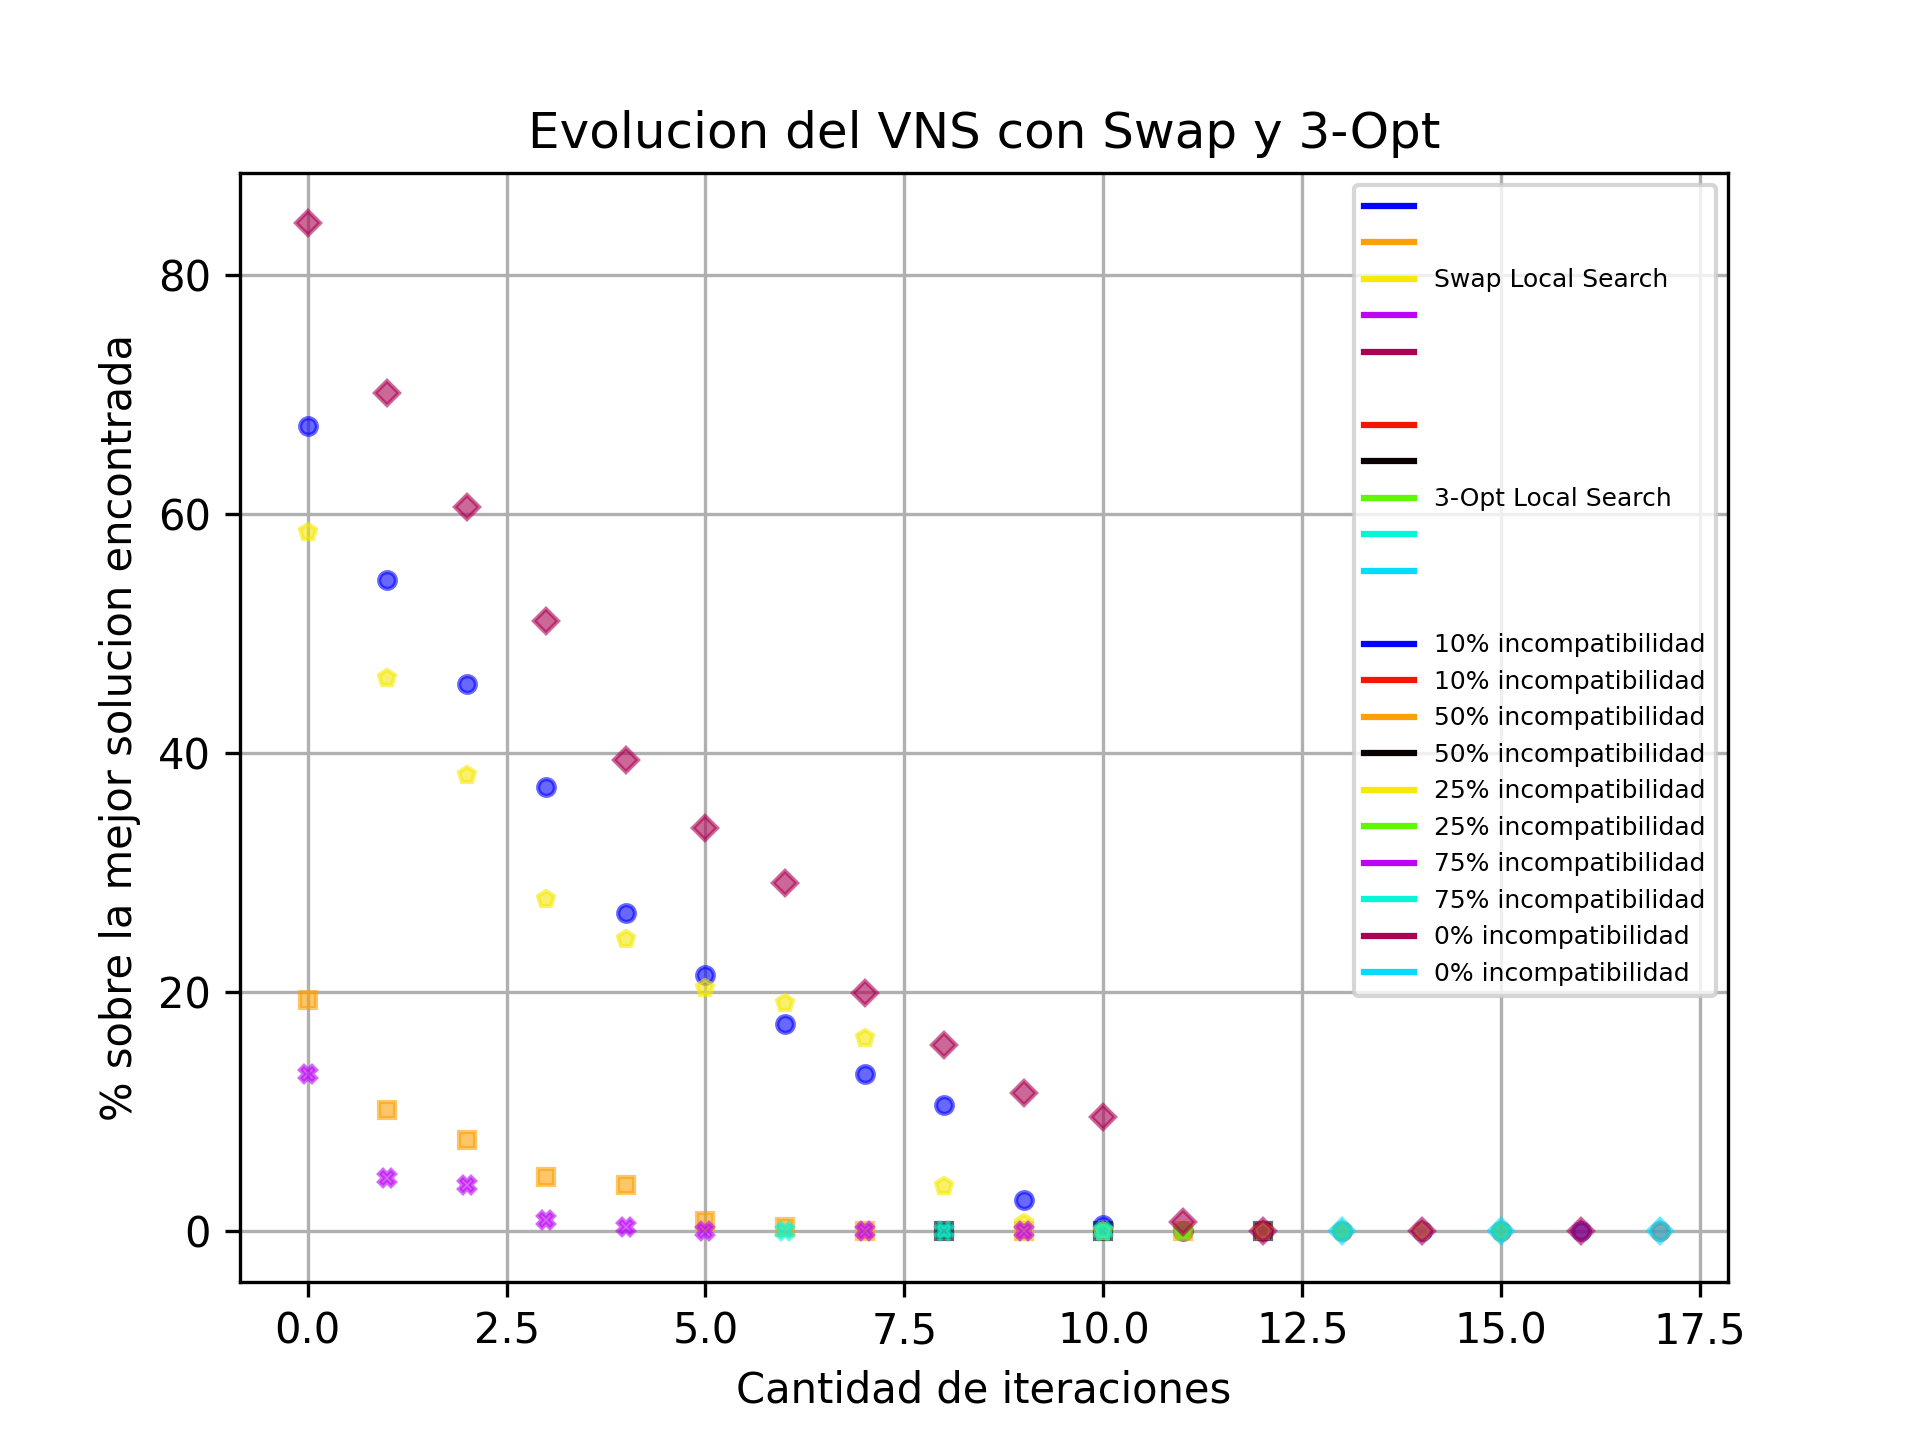 Evolucion del VNS con Swap y 3-Opt
% sobre la mejor solucion encontrada
80
60
40
20
0
Swap Local Search
3-Opt Local Search
10% incompatibilidad
10% incompatibilidad
50% incompatibilidad
50% incompatibilidad
25% incompatibilidad
25% incompatibilidad
75% incompatibilidad
75% incompatibilidad
0% incompatibilidad
0% incompatibilidad
0.0 2.5 5.0 7.5 10.0 12.5 15.0 17.5
Cantidad de iteraciones